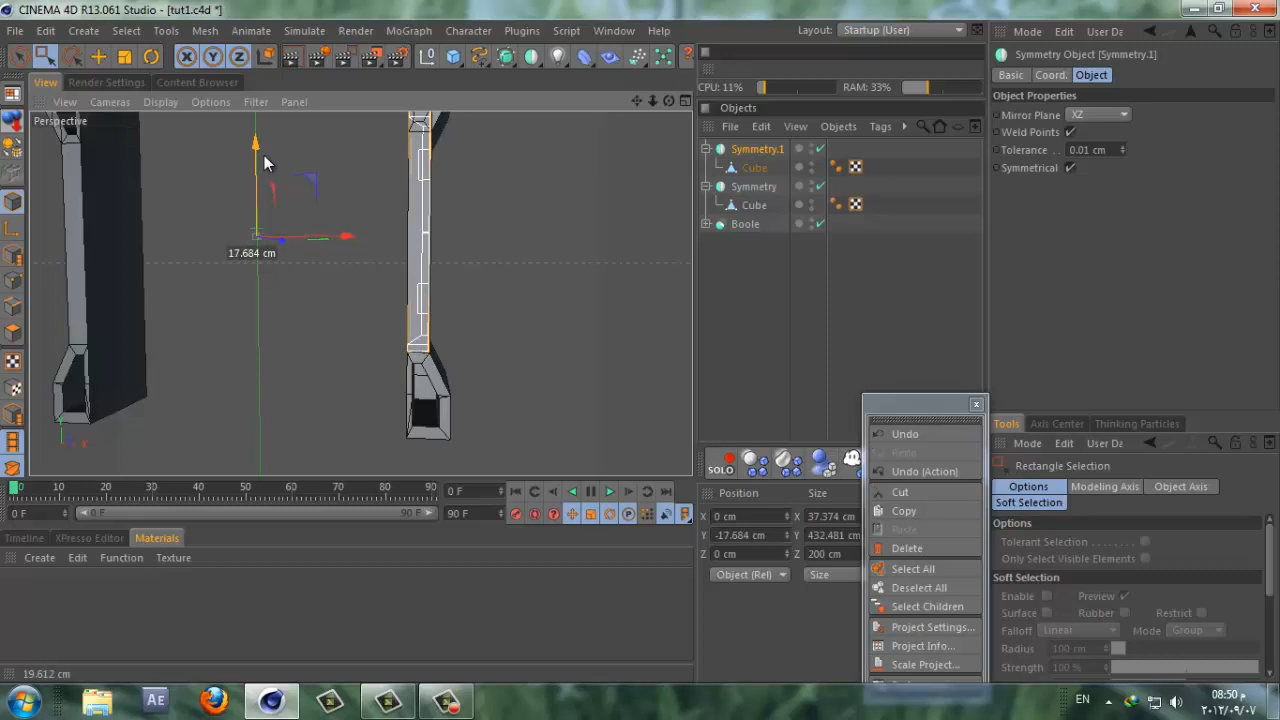 CINEMA 4D R13.061 Studio - [tut1.c4d *]
File Edit Create Select Tools Mesh Animate Simulate Render MoGraph Character Plugins Script Window Help Layout: Startup (User)
X Y Z
View Render Settings Content Browser
View Cameras Display Options Filter Panel
Perspective
17.684 cm
CPU: 11% RAM: 33%
Objects
File Edit View Objects Tags
Symmetry.1
Cube
Symmetry
Cube
Boole
Mode Edit User Da
Symmetry Object [Symmetry.1]
Basic Coord. Object
Object Properties
Mirror Plane XZ
Weld Points
Tolerance . . 0.01 cm
Symmetrical
x
Undo
Redo
Undo (Action)
Cut
Copy
Paste
Delete
Select All
Deselect All
Select Children
Project Settings...
Project Info...
Scale Project...
SOLO
0 10 20 30 40 50 60 70 80 90 0 F
0 F 0 F 90 F 90 F
Timeline XPresso Editor Materials
Create Edit Function Texture
Position Size
X 0 cm X 37.374 cm
Y -17.684 cm Y 432.481 cm
Z 0 cm Z 200 cm
Object (Rel) Size
Tools Axis Center Thinking Particles
Mode Edit User Da
Rectangle Selection
Options Modeling Axis Object Axis
Soft Selection
Options
Tolerant Selection . . . . . . . .
Only Select Visible Elements
Soft Selection
Enable Preview
Surface Rubber Restrict
Falloff Linear Mode Group
Radius 100 cm
Strength 100 %
19.612 cm
Ae
EN
08:50 م
٢٠١٢/٠٩/٠٧